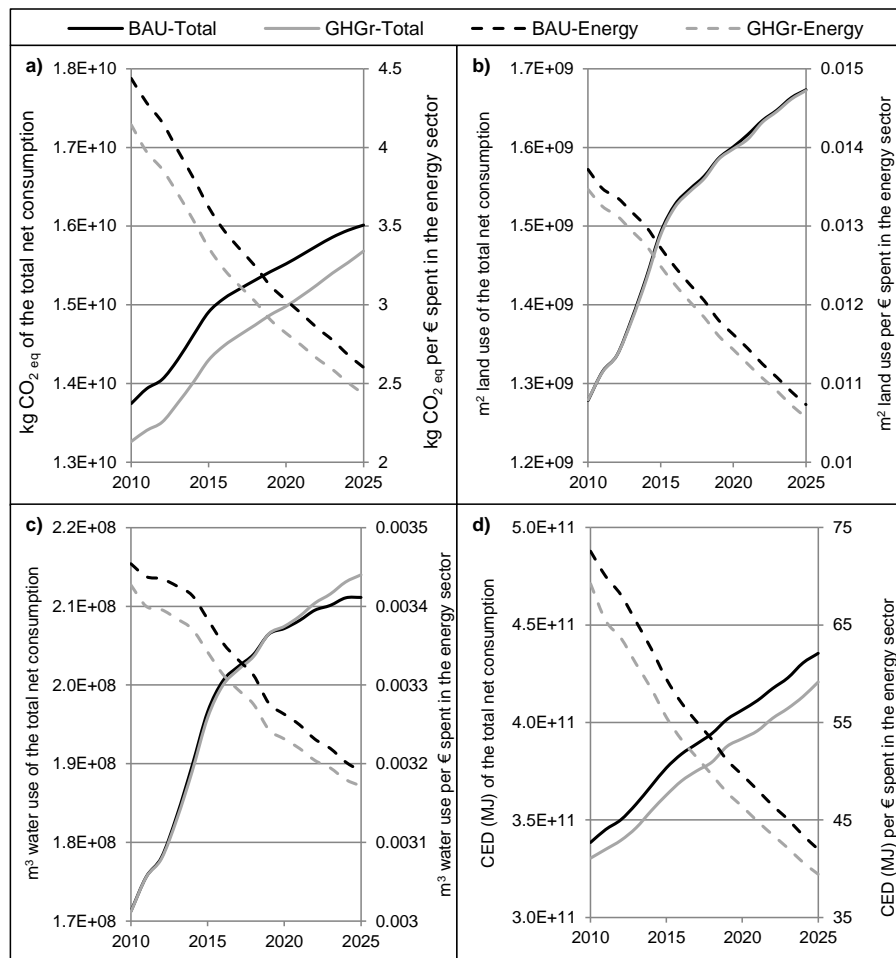 BAU-Total GHGr-Total BAU-Energy GHGr-Energy
a)
kg CO2 eq of the total net consumption
1.8E+10
1.7E+10
1.6E+10
1.5E+10
1.4E+10
1.3E+10
4.5
4
3.5
3
2.5
2
kg CO2 eq per € spent in the energy sector
2010 2015 2020 2025
b)
m² land use of the total net consumption
1.7E+09
1.6E+09
1.5E+09
1.4E+09
1.3E+09
1.2E+09
0.015
0.014
0.013
0.012
0.011
0.01
m² land use per € spent in the energy sector
2010 2015 2020 2025
c)
m³ water use of the total net consumption
2.2E+08
2.1E+08
2.0E+08
1.9E+08
1.8E+08
1.7E+08
0.0035
0.0034
0.0033
0.0032
0.0031
0.003
m³ water use per € spent in the energy sector
2010 2015 2020 2025
d)
CED (MJ) of the total net consumption
5.0E+11
4.5E+11
4.0E+11
3.5E+11
3.0E+11
75
65
55
45
35
CED (MJ) per € spent in the energy sector
2010 2015 2020 2025